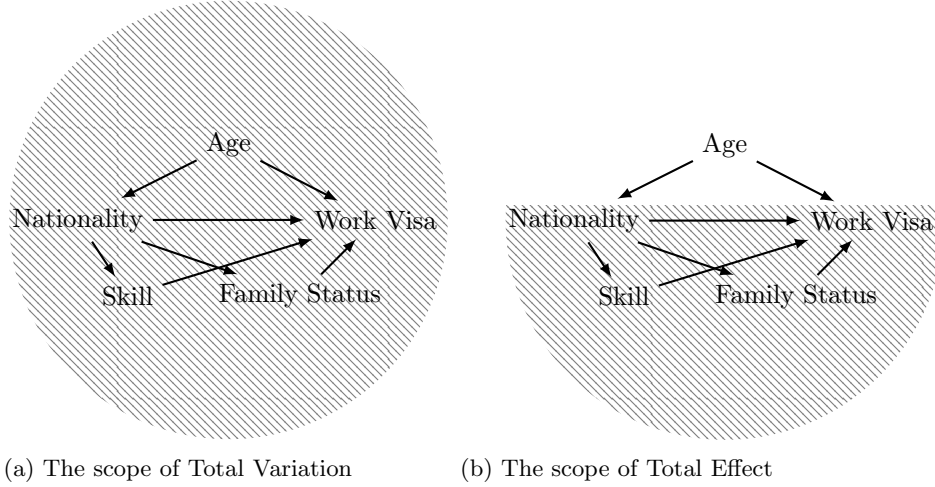 Age
Nationality
Work Visa
Skill
Family Status
(a) The scope of Total Variation
Age
Nationality
Work Visa
Skill
Family Status
(b) The scope of Total Effect